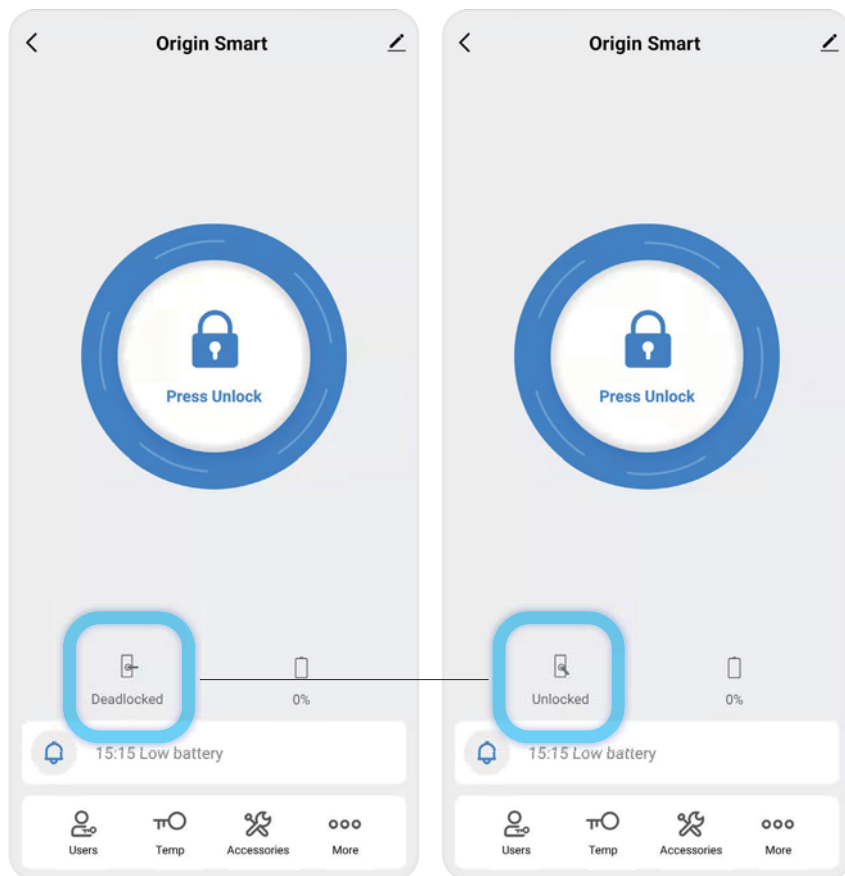 Origin Smart
Press Unlock
Deadlocked
0%
15:15 Low battery
Users
Temp
Accessories
More
Origin Smart
Press Unlock
Unlocked
0%
15:15 Low battery
Users
Temp
Accessories
More